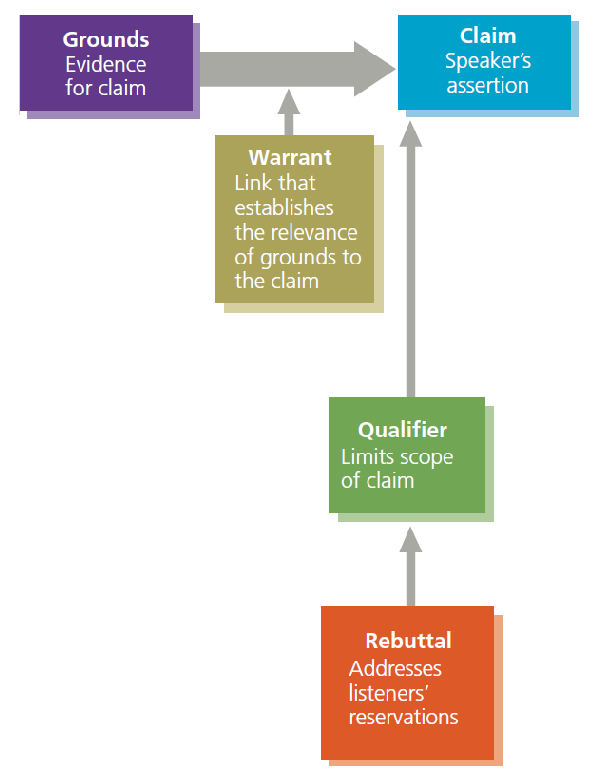 Grounds
Evidence
for claim
Claim
Speaker’s
assertion
Warrant
Link that
establishes
the relevance
of grounds to
the claim
Qualifier
Limits scope
of claim
Rebuttal
Addresses
listeners’
reservations